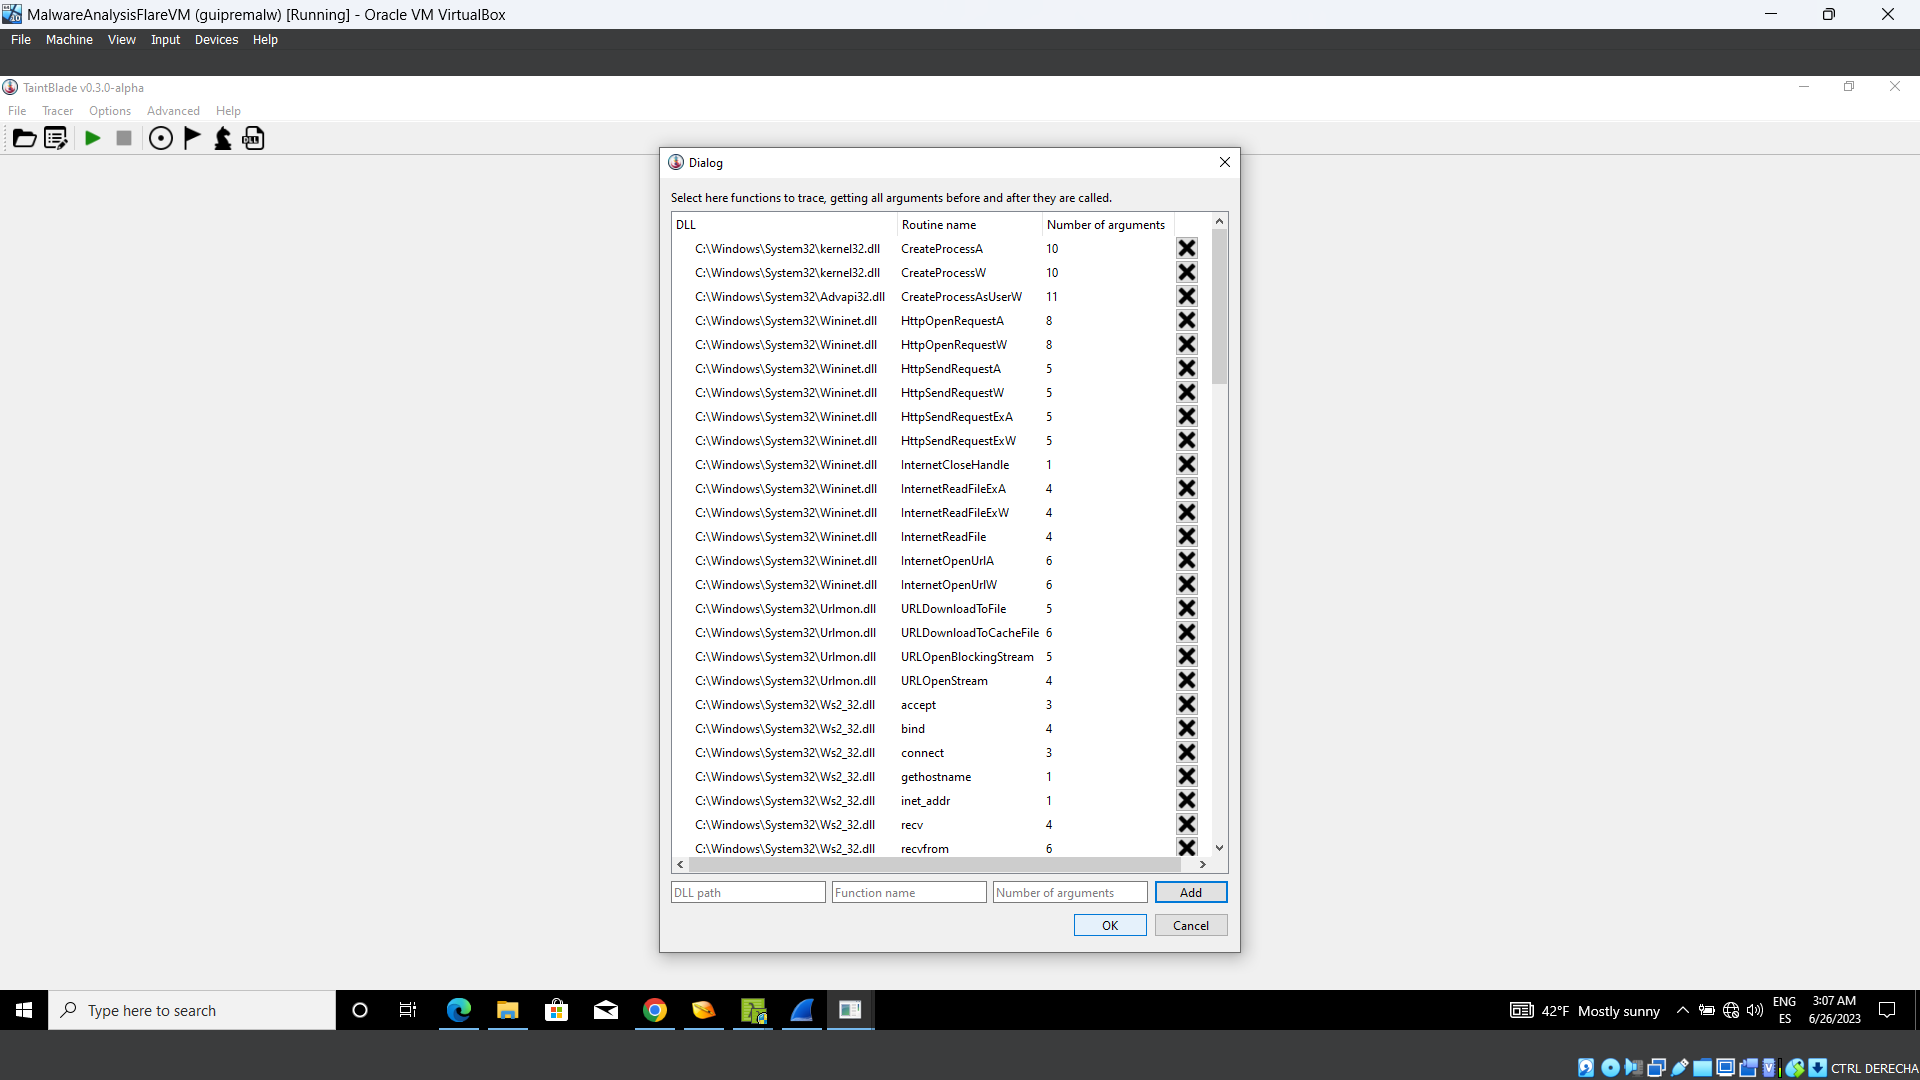 MalwareAnalysisFlareVM (guipremalw) [Running] - Oracle VM VirtualBox
File Machine View Input Devices Help
TaintBlade v0.3.0-alpha
File Tracer Options Advanced Help
DLL
Dialog
Select here functions to trace, getting all arguments before and after they are called.
DLL Routine name Number of arguments
C:\Windows\System32\kernel32.dll CreateProcessA 10
C:\Windows\System32\kernel32.dll CreateProcessW 10
C:\Windows\System32\Advapi32.dll CreateProcessAsUserW 11
C:\Windows\System32\Wininet.dll HttpOpenRequestA 8
C:\Windows\System32\Wininet.dll HttpOpenRequestW 8
C:\Windows\System32\Wininet.dll HttpSendRequestA 5
C:\Windows\System32\Wininet.dll HttpSendRequestW 5
C:\Windows\System32\Wininet.dll HttpSendRequestExA 5
C:\Windows\System32\Wininet.dll HttpSendRequestExW 5
C:\Windows\System32\Wininet.dll InternetCloseHandle 1
C:\Windows\System32\Wininet.dll InternetReadFileExA 4
C:\Windows\System32\Wininet.dll InternetReadFileExW 4
C:\Windows\System32\Wininet.dll InternetReadFile 4
C:\Windows\System32\Wininet.dll InternetOpenUrlA 6
C:\Windows\System32\Wininet.dll InternetOpenUrlW 6
C:\Windows\System32\Urlmon.dll URLDownloadToFile 5
C:\Windows\System32\Urlmon.dll URLDownloadToCacheFile 6
C:\Windows\System32\Urlmon.dll URLOpenBlockingStream 5
C:\Windows\System32\Urlmon.dll URLOpenStream 4
C:\Windows\System32\Ws2_32.dll accept 3
C:\Windows\System32\Ws2_32.dll bind 4
C:\Windows\System32\Ws2_32.dll connect 3
C:\Windows\System32\Ws2_32.dll gethostname 1
C:\Windows\System32\Ws2_32.dll inet_addr 1
C:\Windows\System32\Ws2_32.dll recv 4
C:\Windows\System32\Ws2_32.dll recvfrom 6
DLL path Function name Number of arguments Add
OK Cancel
Type here to search
42°F Mostly sunny
ENG
ES
3:07 AM
6/26/2023
CTRL DERECHA